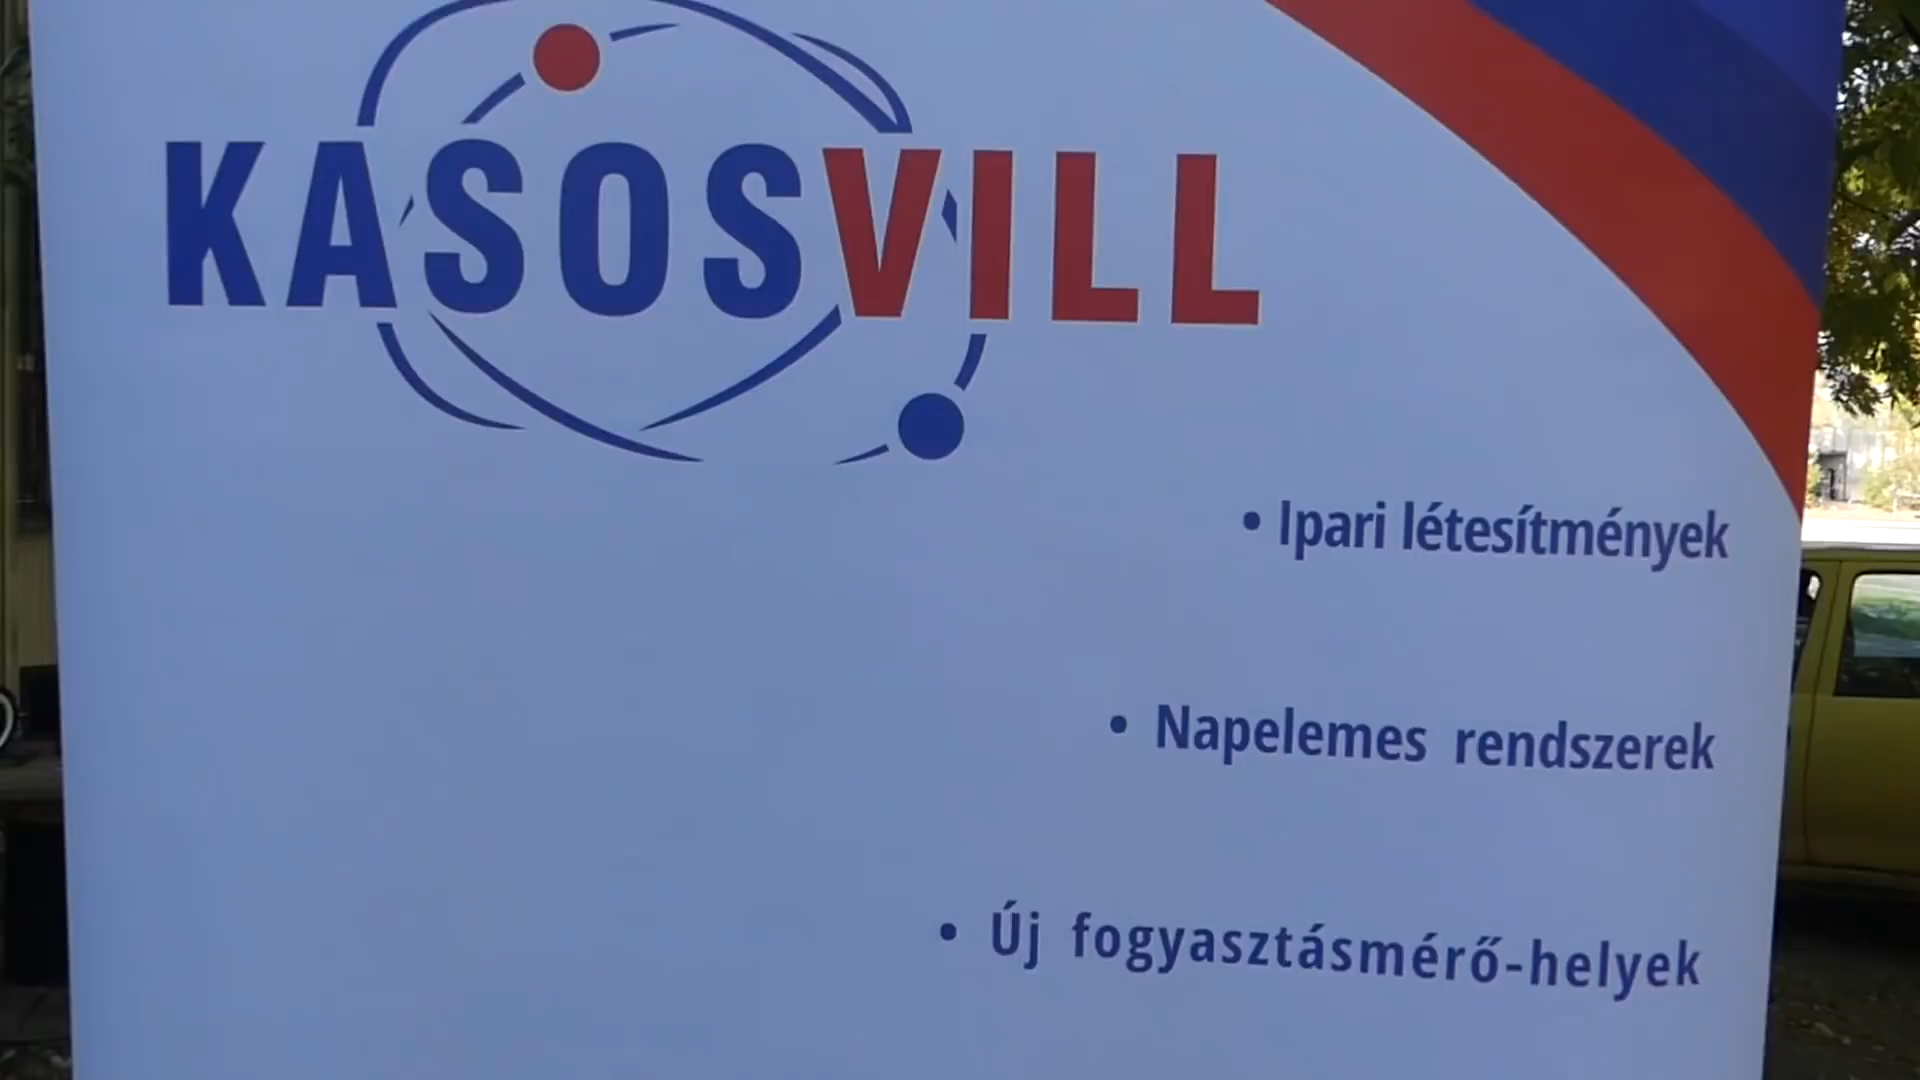 KASOSVILL
• Ipari létesítmények
• Napelemes rendszerek
• Új fogyasztásmérő-helyek